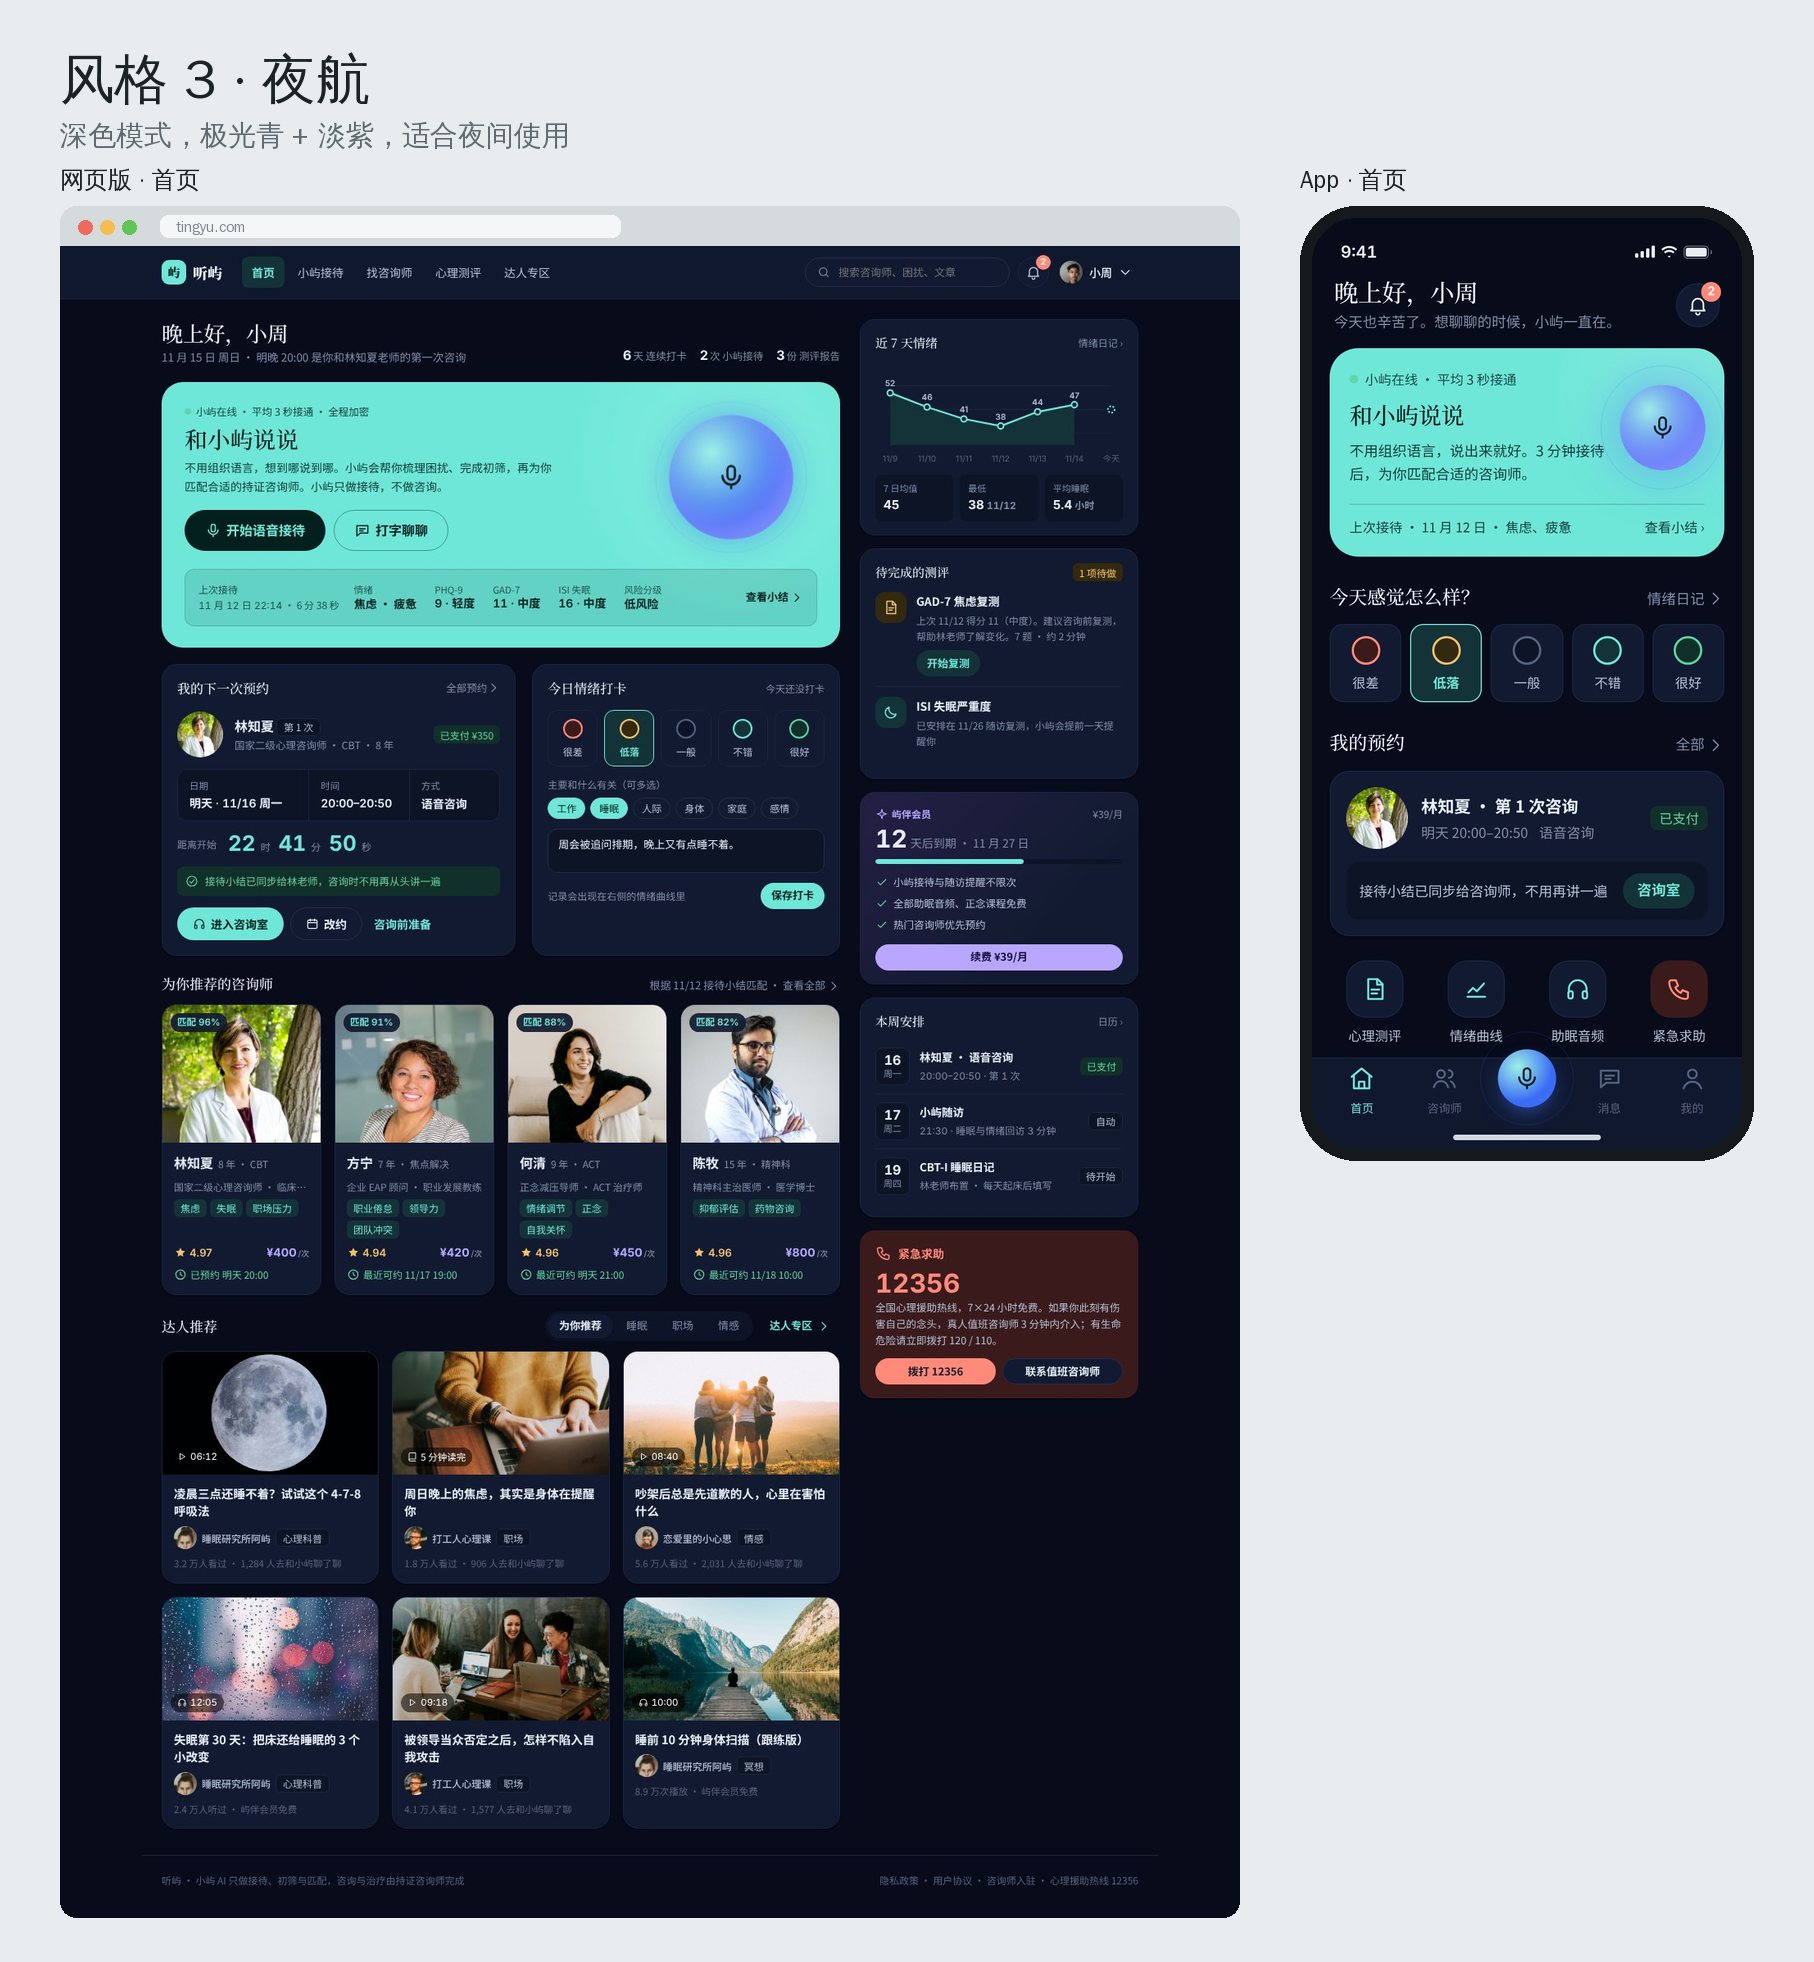 风格 3 · 夜航
深色模式，极光青 + 淡紫，适合夜间使用
网页版 · 首页
tingyu.com
屿 听屿 首页 小屿接待 找咨询师 心理测评 达人专区 搜索咨询师、困扰、文章 2 小周
晚上好，小周
11 月 15 日 周日 · 明晚 20:00 是你和林知夏老师的第一次咨询
6 天 连续打卡 2 次 小屿接待 3 份 测评报告
小屿在线 · 平均 3 秒接通 · 全程加密
和小屿说说
不用组织语言，想到哪说到哪。小屿会帮你梳理困扰、完成初筛，再为你
匹配合适的持证咨询师。小屿只做接待，不做咨询。
开始语音接待 打字聊聊
上次接待 情绪 PHQ-9 GAD-7 ISI 失眠 风险分级
11 月 12 日 22:14 · 6 分 38 秒 焦虑 · 疲惫 9 · 轻度 11 · 中度 16 · 中度 低风险 查看小结
我的下一次预约 全部预约
林知夏 第 1 次
国家二级心理咨询师 · CBT · 8 年
已支付 ¥350
日期 时间 方式
明天 · 11/16 周一 20:00–20:50 语音咨询
距离开始 22 时 41 分 50 秒
接待小结已同步给林老师，咨询时不用再从头讲一遍
进入咨询室 改约 咨询前准备
今日情绪打卡 今天还没打卡
很差 低落 一般 不错 很好
主要和什么有关（可多选）
工作 睡眠 人际 身体 家庭 感情
周会被追问排期，晚上又有点睡不着。
记录会出现在右侧的情绪曲线里 保存打卡
为你推荐的咨询师 根据 11/12 接待小结匹配 · 查看全部
匹配 96%
林知夏 8 年 · CBT
国家二级心理咨询师 · 临床…
焦虑 失眠 职场压力
4.97 ¥400 /次
已预约 明天 20:00
匹配 91%
方宁 7 年 · 焦点解决
企业 EAP 顾问 · 职业发展教练
职业倦怠 领导力
团队冲突
4.94 ¥420 /次
最近可约 11/17 19:00
匹配 88%
何清 9 年 · ACT
正念减压导师 · ACT 治疗师
情绪调节 正念
自我关怀
4.96 ¥450 /次
最近可约 明天 21:00
匹配 82%
陈牧 15 年 · 精神科
精神科主治医师 · 医学博士
抑郁评估 药物咨询
4.96 ¥800 /次
最近可约 11/18 10:00
达人推荐 为你推荐 睡眠 职场 情感 达人专区
06:12
凌晨三点还睡不着？试试这个 4-7-8
呼吸法
睡眠研究所阿屿 心理科普
3.2 万人看过 · 1,284 人去和小屿聊了聊
5 分钟读完
周日晚上的焦虑，其实是身体在提醒
你
打工人心理课 职场
1.8 万人看过 · 906 人去和小屿聊了聊
08:40
吵架后总是先道歉的人，心里在害怕
什么
恋爱里的小心思 情感
5.6 万人看过 · 2,031 人去和小屿聊了聊
12:05
失眠第 30 天：把床还给睡眠的 3 个
小改变
睡眠研究所阿屿 心理科普
2.4 万人听过 · 屿伴会员免费
09:18
被领导当众否定之后，怎样不陷入自
我攻击
打工人心理课 职场
4.1 万人看过 · 1,577 人去和小屿聊了聊
10:00
睡前 10 分钟身体扫描（跟练版）
睡眠研究所阿屿 冥想
8.9 万次播放 · 屿伴会员免费
近 7 天情绪 情绪日记 ›
52 46 41 38 44 47
11/9 11/10 11/11 11/12 11/13 11/14 今天
7 日均值 最低 平均睡眠
45 38 11/12 5.4 小时
待完成的测评 1 项待做
GAD-7 焦虑复测
上次 11/12 得分 11（中度）。建议咨询前复测，
帮助林老师了解变化。7 题 · 约 2 分钟
开始复测
ISI 失眠严重度
已安排在 11/26 随访复测，小屿会提前一天提
醒你
屿伴会员 ¥39/月
12 天后到期 · 11 月 27 日
小屿接待与随访提醒不限次
全部助眠音频、正念课程免费
热门咨询师优先预约
续费 ¥39/月
本周安排 日历 ›
16 周一 林知夏 · 语音咨询
20:00–20:50 · 第 1 次 已支付
17 周二 小屿随访
21:30 · 睡眠与情绪回访 3 分钟 自动
19 周四 CBT-I 睡眠日记
林老师布置 · 每天起床后填写 待开始
紧急求助
12356
全国心理援助热线，7×24 小时免费。如果你此刻有伤
害自己的念头，真人值班咨询师 3 分钟内介入；有生命
危险请立即拨打 120 / 110。
拨打 12356 联系值班咨询师
听屿 · 小屿 AI 只做接待、初筛与匹配，咨询与治疗由持证咨询师完成
隐私政策 · 用户协议 · 咨询师入驻 · 心理援助热线 12356
App · 首页
9:41
晚上好，小周
今天也辛苦了。想聊聊的时候，小屿一直在。
2
小屿在线 · 平均 3 秒接通
和小屿说说
不用组织语言，说出来就好。3 分钟接待
后，为你匹配合适的咨询师。
上次接待 · 11 月 12 日 · 焦虑、疲惫 查看小结 ›
今天感觉怎么样？ 情绪日记
很差 低落 一般 不错 很好
我的预约 全部
林知夏 · 第 1 次咨询
明天 20:00–20:50 语音咨询
已支付
接待小结已同步给咨询师，不用再讲一遍 咨询室
心理测评 情绪曲线 助眠音频 紧急求助
首页 咨询师 消息 我的